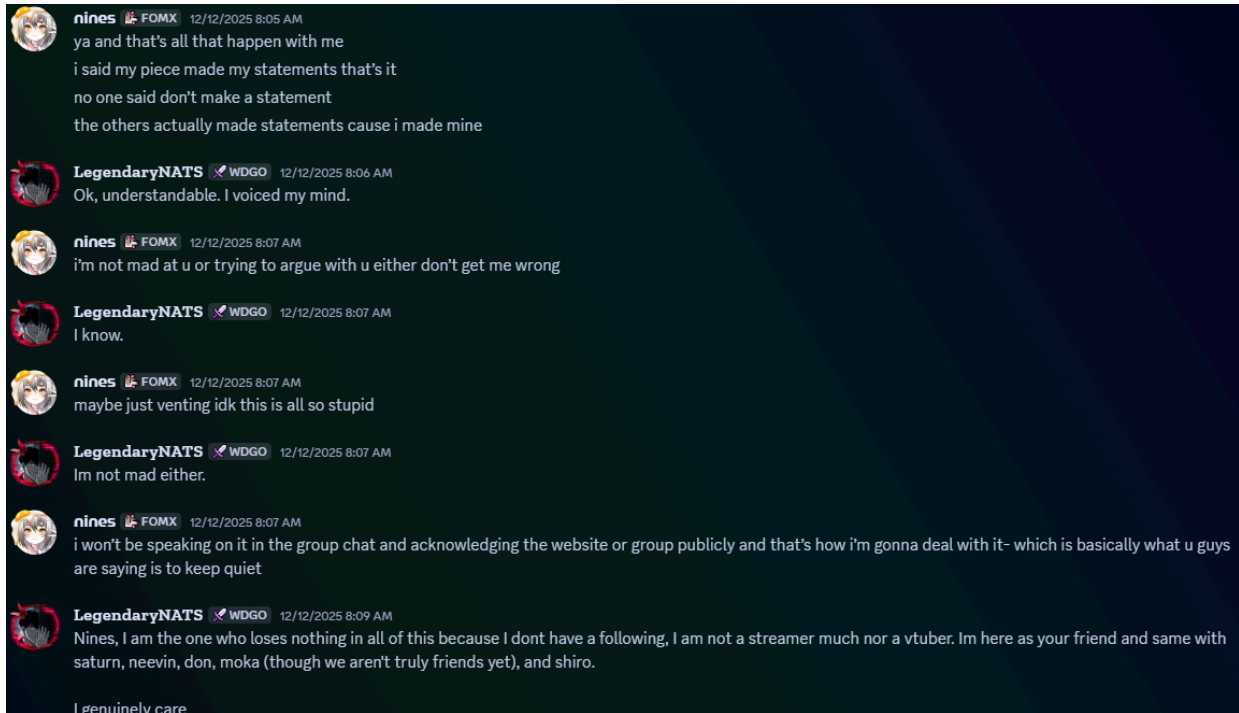 nines FOMX 12/12/2025 8:05 AM
ya and that's all that happen with me
i said my piece made my statements that's it
no one said don't make a statement
the others actually made statements cause i made mine
LegendaryNATS WDGO 12/12/2025 8:06 AM
Ok, understandable. I voiced my mind.
nines FOMX 12/12/2025 8:07 AM
i'm not mad at u or trying to argue with u either don't get me wrong
LegendaryNATS WDGO 12/12/2025 8:07 AM
I know.
nines FOMX 12/12/2025 8:07 AM
maybe just venting idk this is all so stupid
LegendaryNATS WDGO 12/12/2025 8:07 AM
Im not mad either.
nines FOMX 12/12/2025 8:07 AM
i won't be speaking on it in the group chat and acknowledging the website or group publicly and that's how i'm gonna deal with it- which is basically what u guys
are saying is to keep quiet
LegendaryNATS WDGO 12/12/2025 8:09 AM
Nines, I am the one who loses nothing in all of this because I dont have a following, I am not a streamer much nor a vtuber. Im here as your friend and same with
saturn, neevin, don, moka (though we aren't truly friends yet), and shiro.
I genuinely care